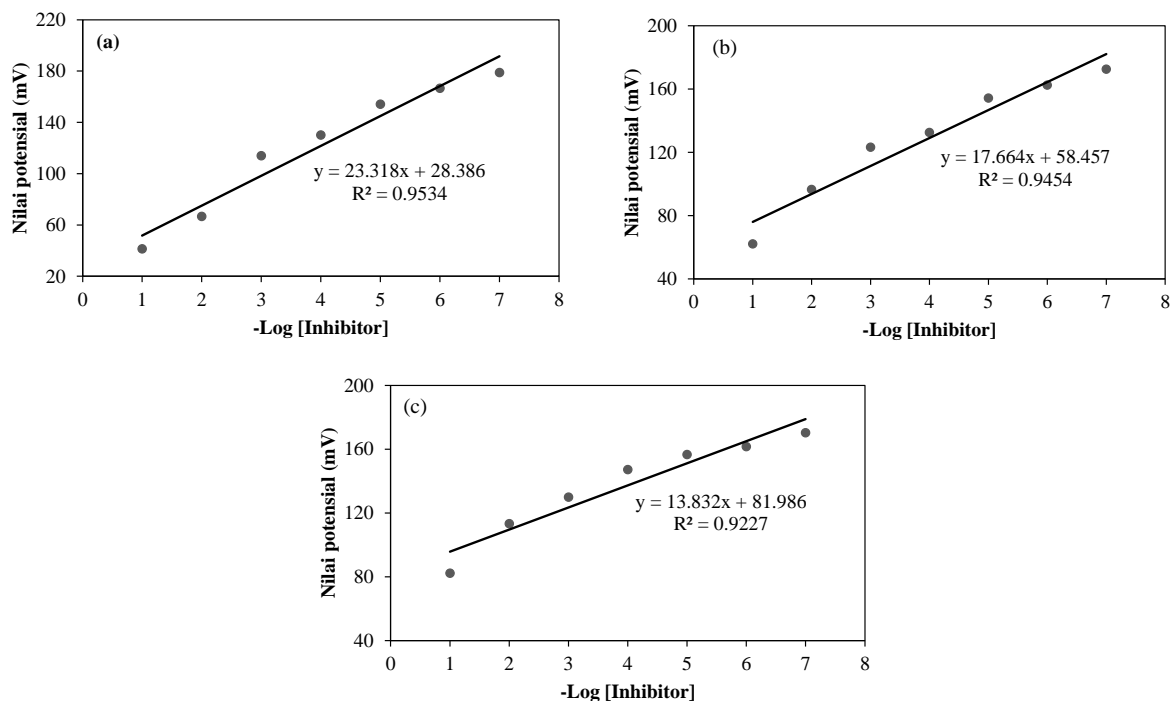 (a)
Nilai potensial (mV)
220
180
140
100
60
20
y = 23.318x + 28.386
R² = 0.9534
0 1 2 3 4 5 6 7 8
-Log [Inhibitor]
(b)
Nilai potensial (mV)
200
160
120
80
40
y = 17.664x + 58.457
R² = 0.9454
0 1 2 3 4 5 6 7 8
-Log [Inhibitor]
(c)
Nilai potensial (mV)
200
160
120
80
40
y = 13.832x + 81.986
R² = 0.9227
0 1 2 3 4 5 6 7 8
-Log [Inhibitor]